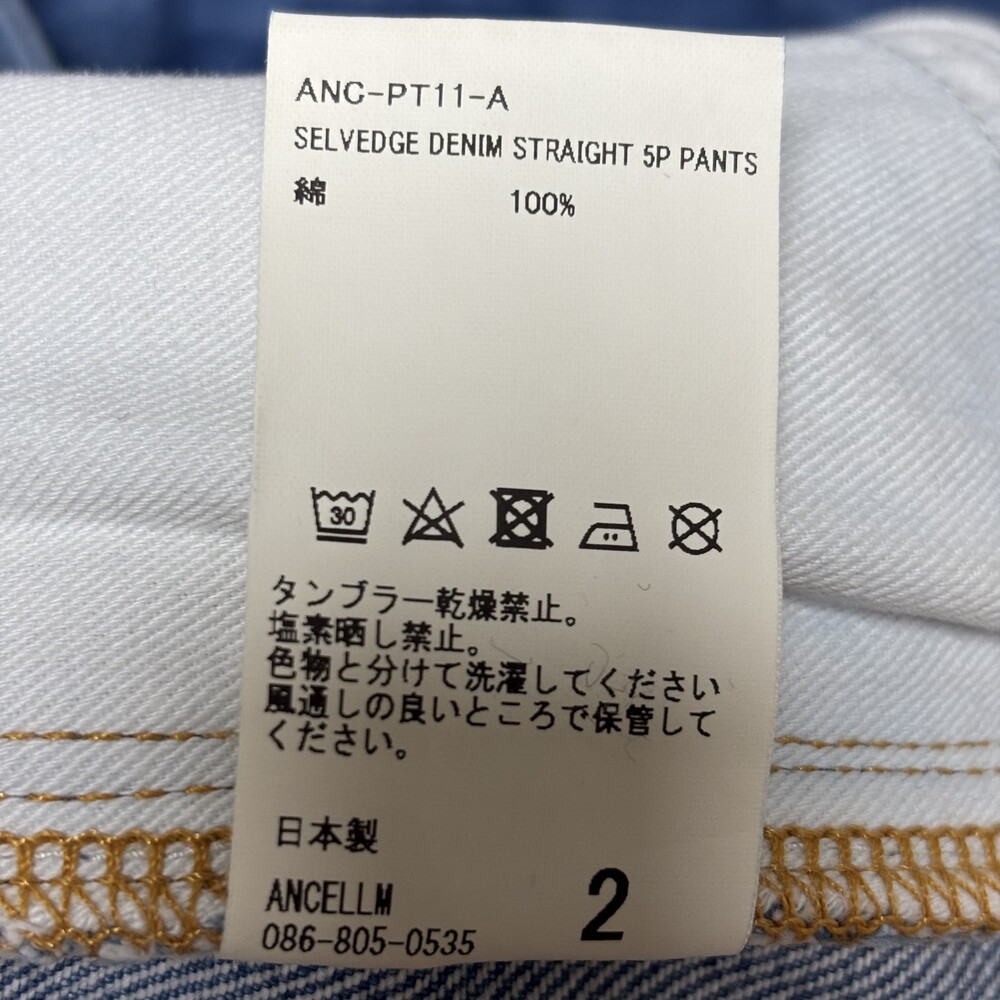 ANC-PT11-A
SELVEDGE DENIM STRAIGHT 5P PANTS
綿 100%
30
タンブラー乾燥禁止。
塩素晒し禁止。
色物と分けて洗濯してください
風通しの良いところで保管して
ください。
日本製
ANCELLM 2
086-805-0535